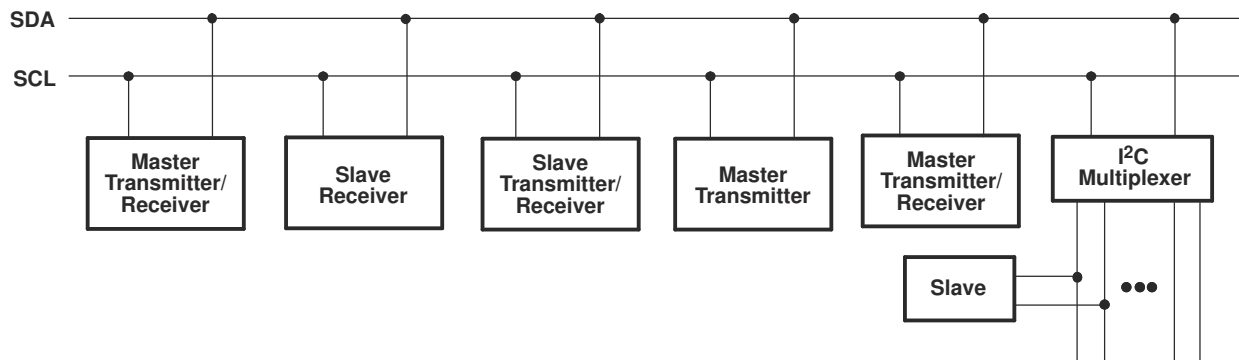 SDA
SCL
Master
Transmitter/
Receiver
Slave
Receiver
Slave
Transmitter/
Receiver
Master
Transmitter
Master
Transmitter/
Receiver
I²C
Multiplexer
Slave